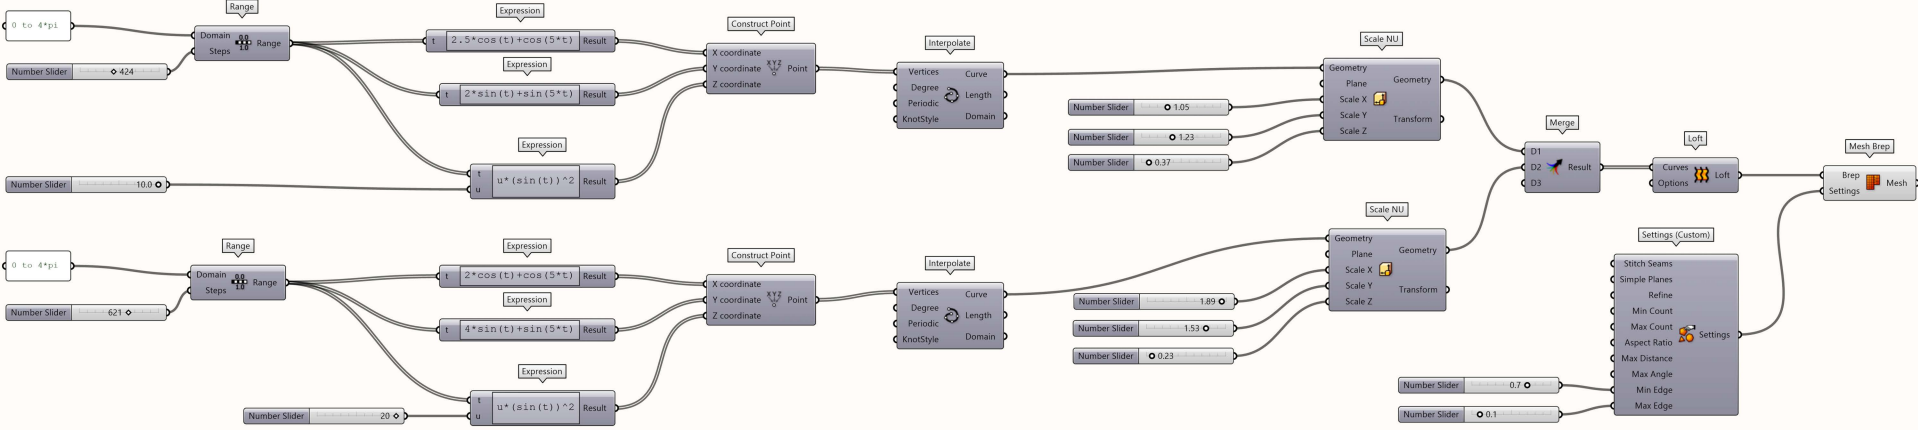 Range
0 to 4*pi
Domain
Steps
Range
Number Slider
424
Expression
t
2.5*cos(t)+cos(5*t)
Result
Expression
t
2*sin(t)+sin(5*t)
Result
Expression
t
u
u*(sin(t))^2
Result
Number Slider
10.0
Construct Point
X coordinate
Y coordinate
Z coordinate
XYZ
Point
Interpolate
Vertices
Degree
Periodic
KnotStyle
Curve
Length
Domain
Number Slider
1.05
Number Slider
1.23
Number Slider
0.37
Scale NU
Geometry
Plane
Scale X
Scale Y
Scale Z
Geometry
Transform
Merge
D1
D2
D3
Result
Loft
Curves
Options
Loft
Mesh Brep
Brep
Settings
Mesh
0 to 4*pi
Range
Domain
Steps
Range
Number Slider
621
Expression
t
2*cos(t)+cos(5*t)
Result
Expression
t
4*sin(t)+sin(5*t)
Result
Expression
t
u
u*(sin(t))^2
Result
Number Slider
20
Construct Point
X coordinate
Y coordinate
Z coordinate
XYZ
Point
Interpolate
Vertices
Degree
Periodic
KnotStyle
Curve
Length
Domain
Number Slider
1.89
Number Slider
1.53
Number Slider
0.23
Scale NU
Geometry
Plane
Scale X
Scale Y
Scale Z
Geometry
Transform
Settings (Custom)
Stitch Seams
Simple Planes
Refine
Min Count
Max Count
Aspect Ratio
Max Distance
Max Angle
Min Edge
Max Edge
Settings
Number Slider
0.7
Number Slider
0.1